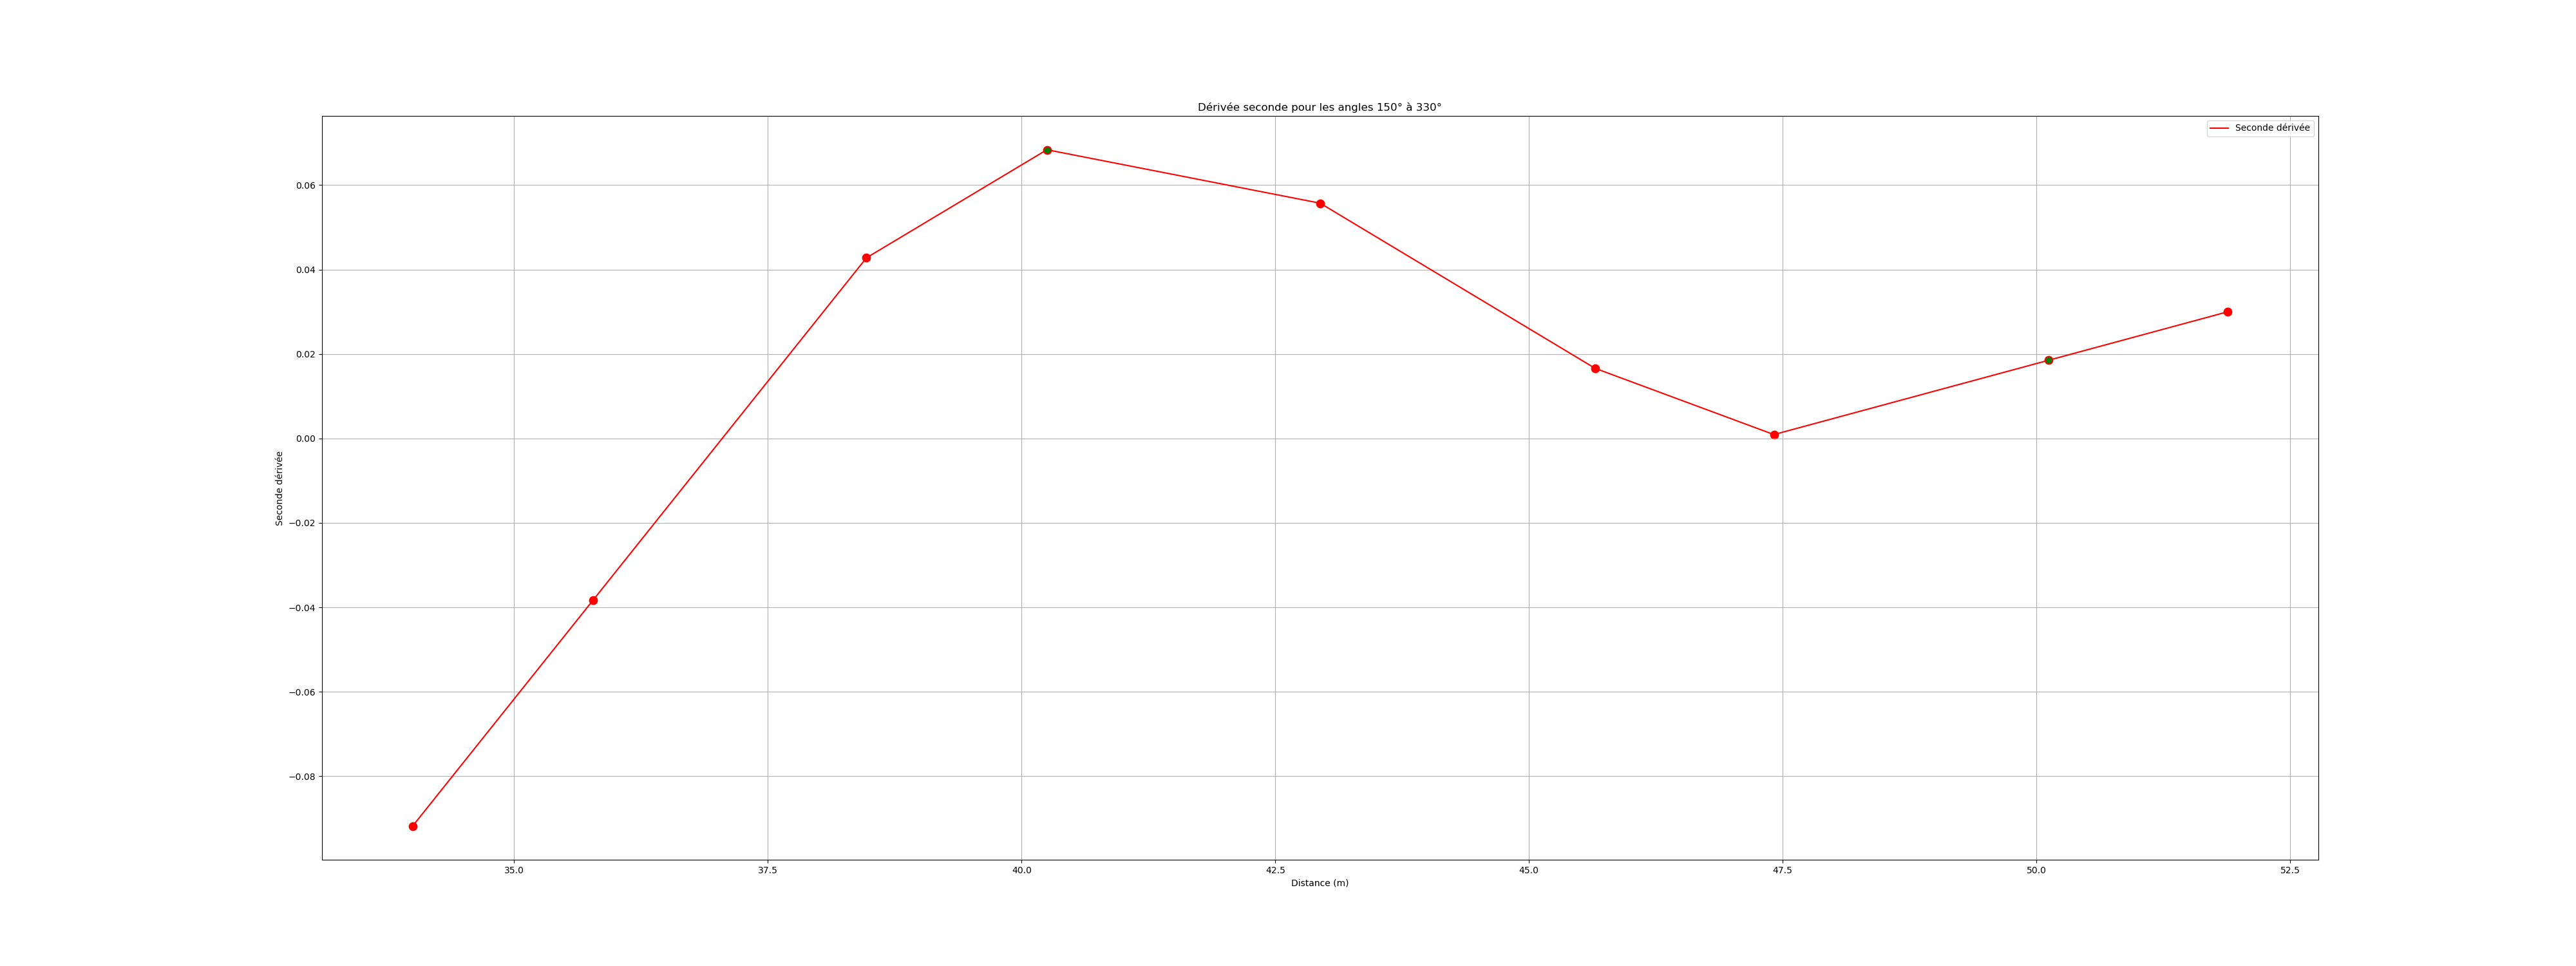 Dérivée seconde pour les angles 150° à 330°
Seconde dérivée
0.06
0.04
0.02
0.00
−0.02
−0.04
−0.06
−0.08
Seconde dérivée
35.0 37.5 40.0 42.5 45.0 47.5 50.0 52.5
Distance (m)